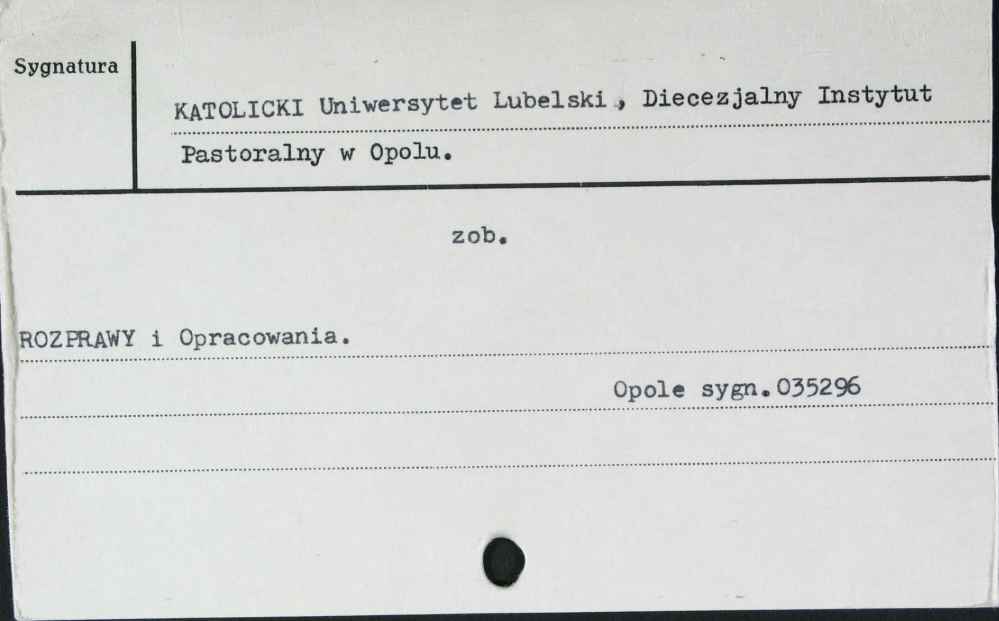 Sygnatura
KATOLICKI Uniwersytet Lubelski, Diecezjalny Instytut
Pastoralny w Opolu.
zob.
ROZPRAWY i Opracowania.
Opole sygn.035296